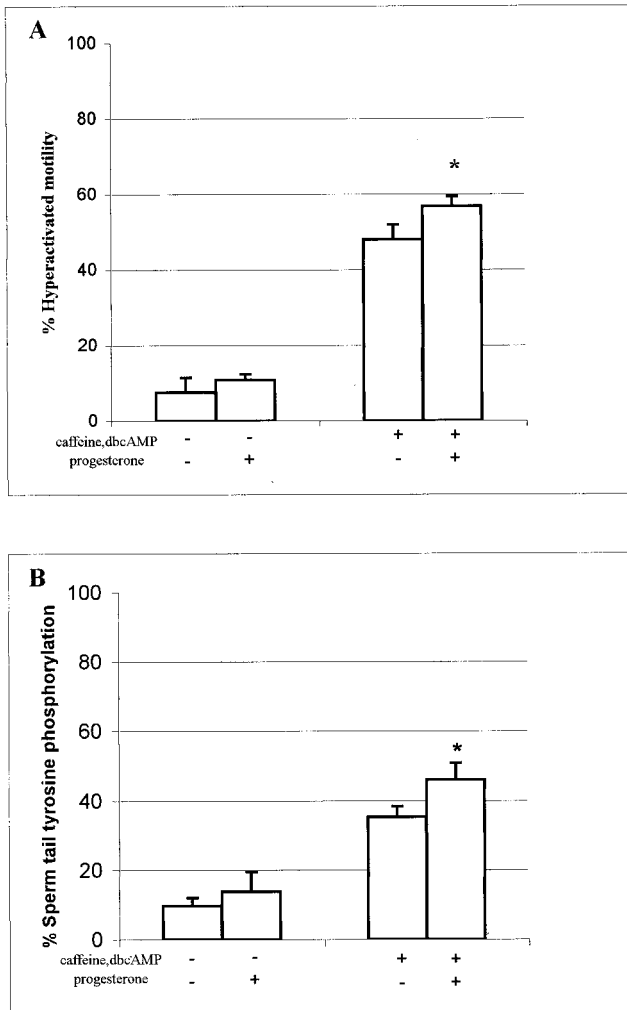 A
100
80
60
40
20
0
% Hyperactivated motility
*
caffeine,dbcAMP - - + +
progesterone - + - +
B
100
80
60
40
20
0
% Sperm tail tyrosine phosphorylation
*
caffeine,dbcAMP - - + +
progesterone - + - +